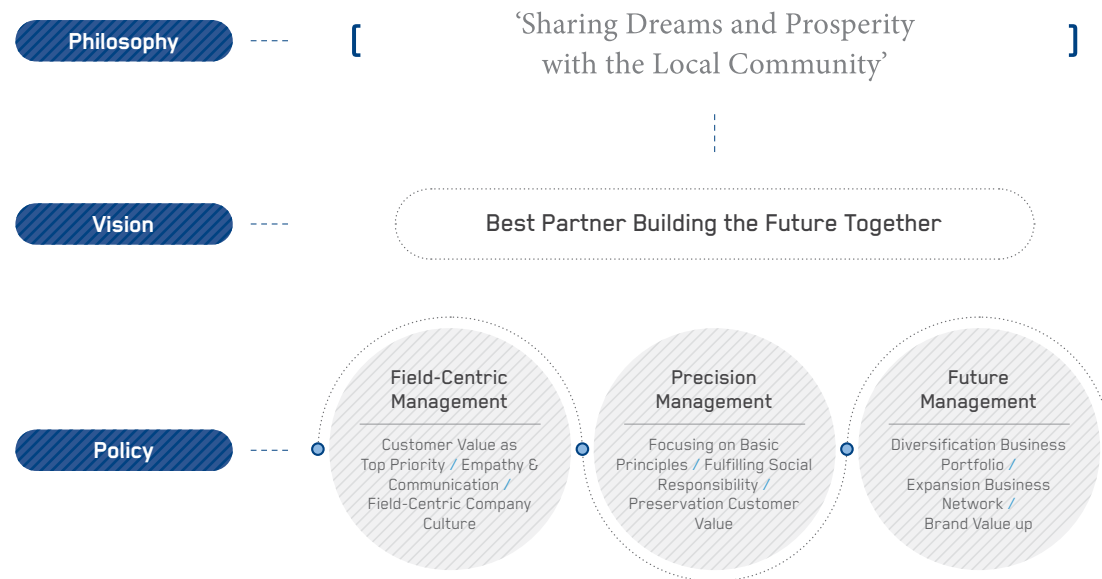 Philosophy
‘Sharing Dreams and Prosperity
with the Local Community’
Vision
Best Partner Building the Future Together
Policy
Field-Centric
Management
Customer Value as
Top Priority / Empathy &
Communication /
Field-Centric Company
Culture
Precision
Management
Focusing on Basic
Principles / Fulfilling Social
Responsibility /
Preservation Customer
Value
Future
Management
Diversification Business
Portfolio /
Expansion Business
Network /
Brand Value up